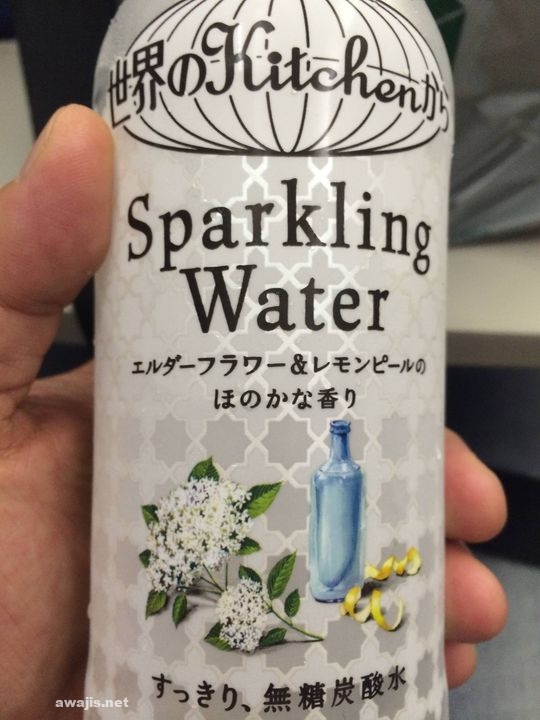 世界のKitchenから
Sparkling
Water
エルダーフラワー＆レモンピールの
ほのかな香り
すっきり、無糖炭酸水
awajis.net